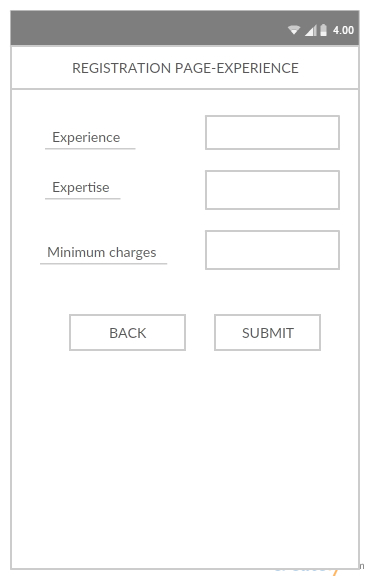 4.00
REGISTRATION PAGE-EXPERIENCE
Experience
Expertise
Minimum charges
BACK SUBMIT